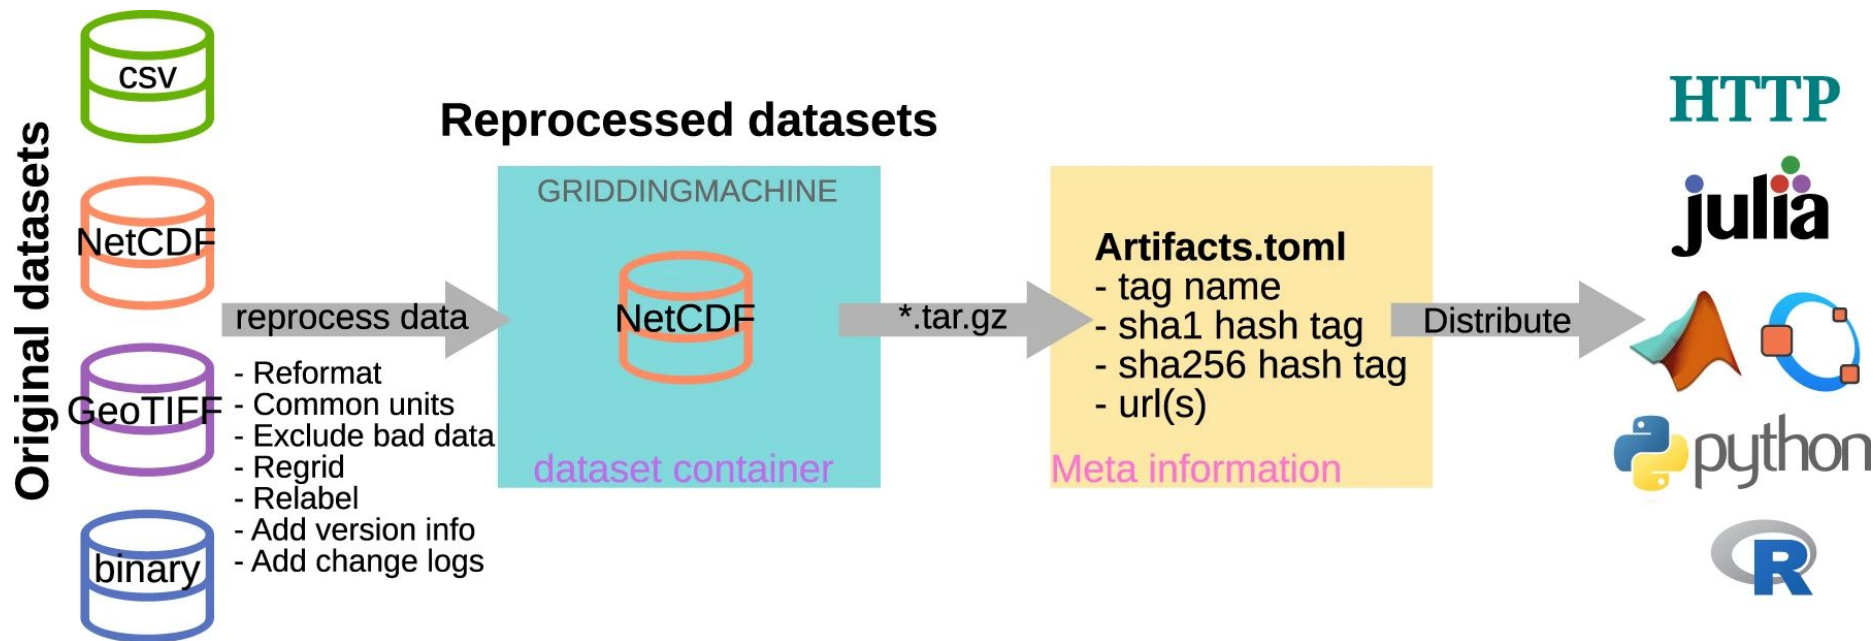 Original datasets
csv
NetCDF
GeoTIFF
binary
reprocess data
- Reformat
- Common units
- Exclude bad data
- Regrid
- Relabel
- Add version info
- Add change logs
Reprocessed datasets
GRIDDINGMACHINE
NetCDF
dataset container
*.tar.gz
Artifacts.toml
- tag name
- sha1 hash tag
- sha256 hash tag
- url(s)
Meta information
Distribute
HTTP
julia
python
R